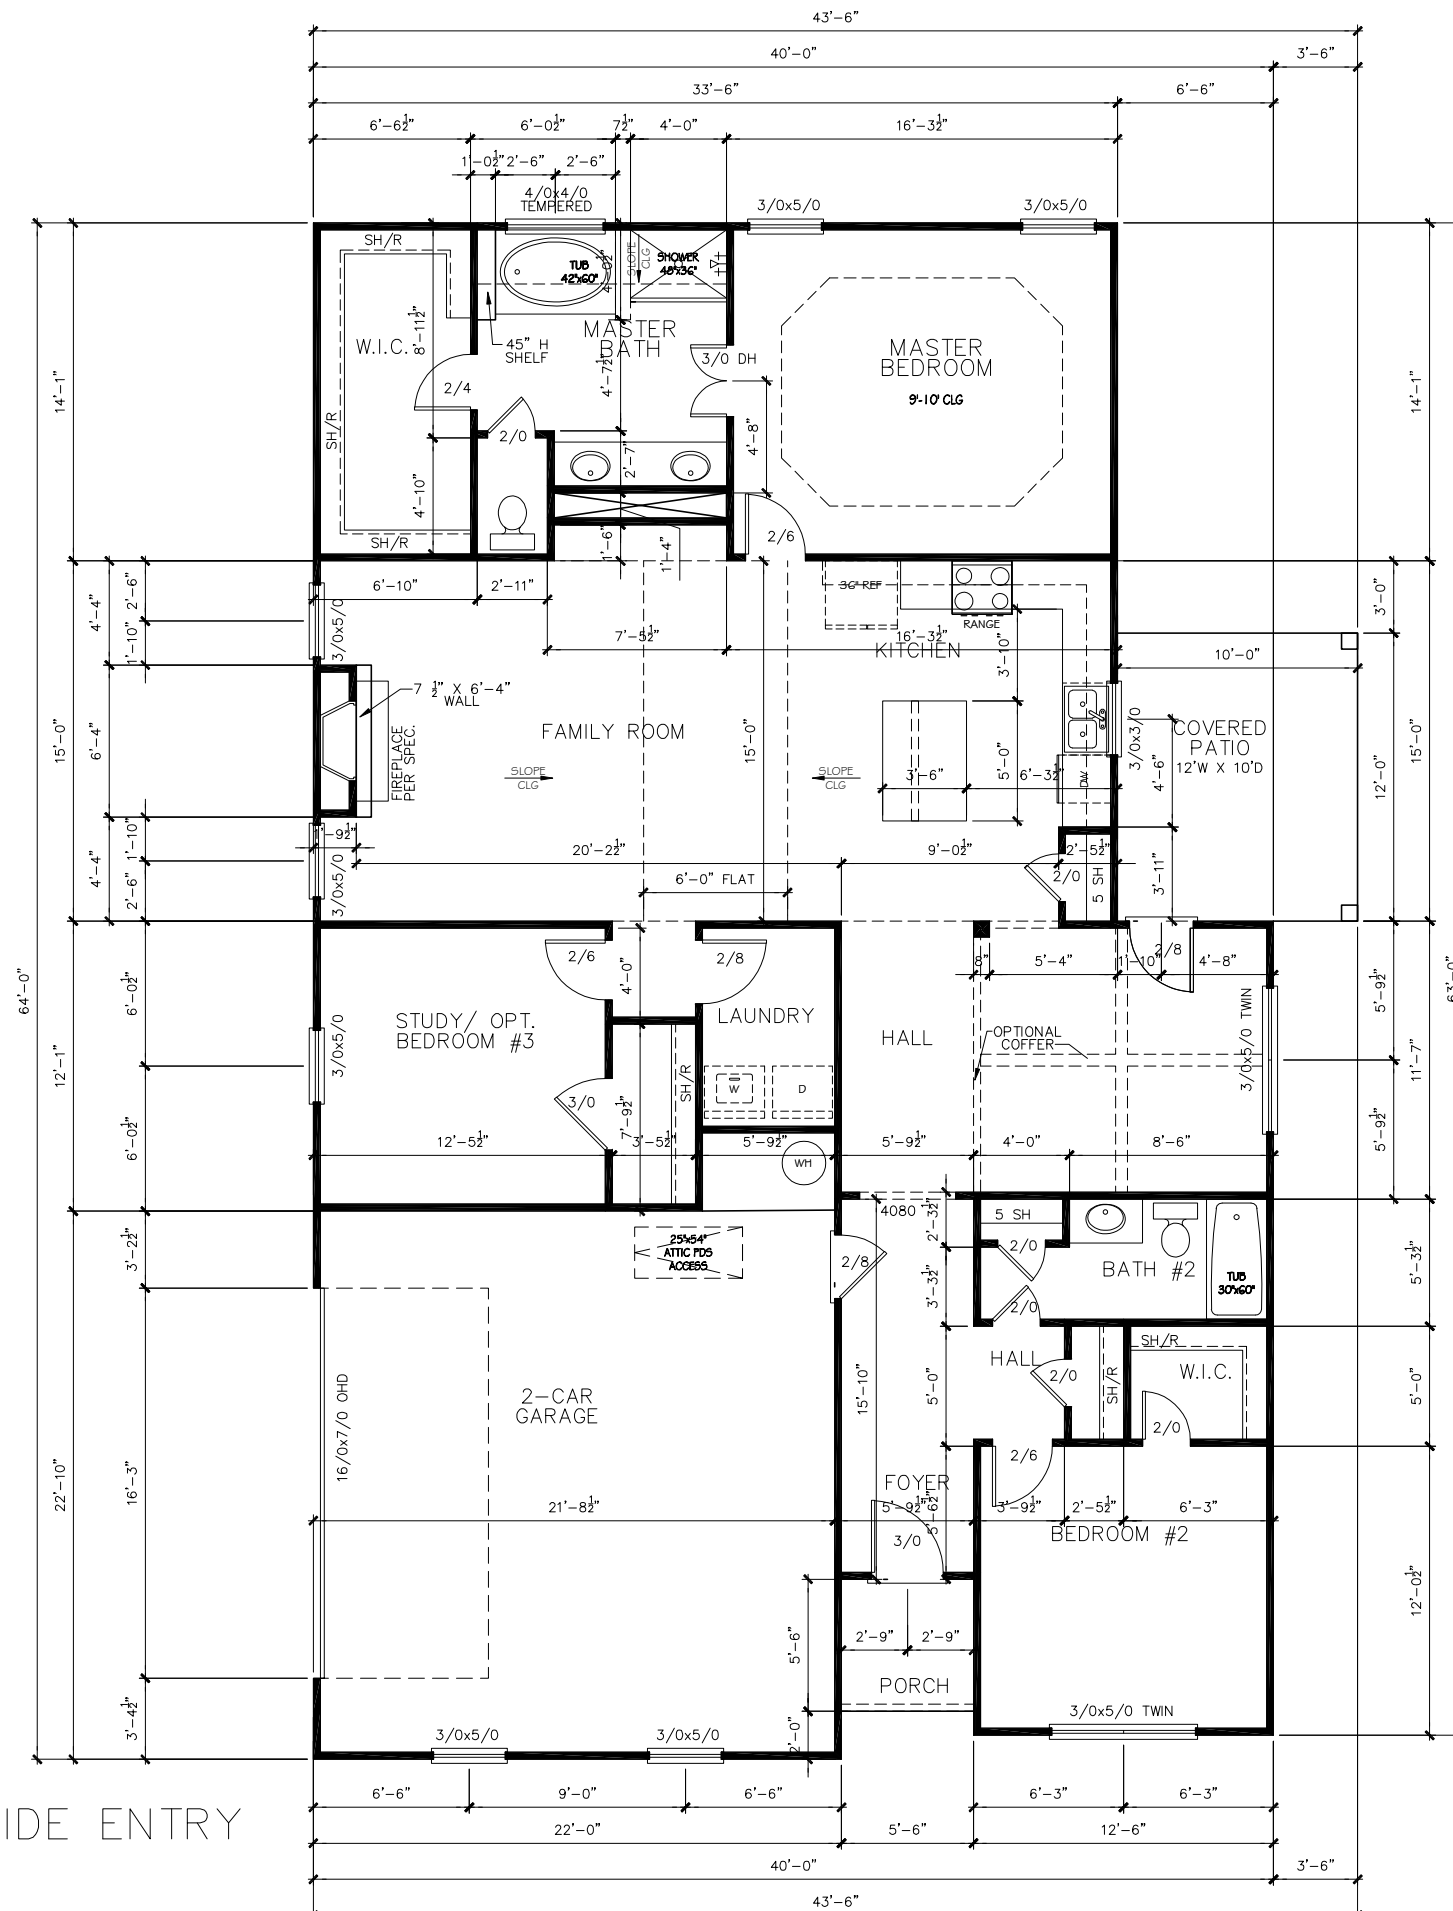 43'-6"
40'-0"
3'-6"
33'-6"
6'-6"
6'-6½"
6'-0½"
7½"
4'-0"
16'-3½"
1'-0½"
2'-6"
2'-6"
4/0x4/0
TEMPERED
3/0x5/0
3/0x5/0
SH/R
TUB
42"x60"
SLOPE
CLG
SHOWER
48"x36"
4'-0½"
MASTER
BATH
W.I.C.
8'-11½"
45" H
SHELF
4'-7½"
3/0 DH
MASTER
BEDROOM
9'-10" CLG
2/4
2/0
SH/R
4'-8"
2'-7"
4'-10"
SH/R
2/6
1'-6"
1'-4"
14'-1"
14'-1"
6'-10"
2'-11"
36" REF
RANGE
7'-5½"
16'-3½"
KITCHEN
3'-10"
3'-0"
10'-0"
4'-4"
2'-6"
1'-10"
3/0x5/0
7 ½" X 6'-4"
WALL
FAMILY ROOM
FIREPLACE
PER SPEC.
SLOPE
CLG
SLOPE
CLG
15'-0"
15'-0"
6'-4"
3'-6"
5'-0"
6'-3½"
DW
3/0x3/0
COVERED
PATIO
12'W X 10'D
4'-6"
12'-0"
15'-0"
1'-9½"
20'-2½"
9'-0½"
2'-5½"
6'-0" FLAT
2/0
5 SH
3'-11"
4'-4"
1'-10"
2'-6"
3/0x5/0
64'-0"
63'-0"
2/6
4'-0"
2/8
8"
5'-4"
1'-10"
2/8
4'-8"
6'-0½"
STUDY/ OPT.
BEDROOM #3
LAUNDRY
HALL
OPTIONAL
COFFER
3/0x5/0 TWIN
5'-9½"
3/0x5/0
12'-1"
11'-7"
W
D
3/0
SH/R
7'-9½"
6'-0½"
5'-9½"
12'-5½"
3'-5½"
5'-9½"
5'-9½"
4'-0"
8'-6"
WH
4080
2'-3½"
5 SH
2/0
25"x54"
ATTIC PDS
ACCESS
2/8
BATH #2
TUB
30"x60"
3'-2½"
3'-3½"
5'-3½"
2/0
HALL
SH/R
W.I.C.
2/0
SH/R
2/0
5'-0"
5'-0"
15'-10"
2-CAR
GARAGE
16/0x7/0 OHD
16'-3"
22'-10"
2/6
FOYER
21'-8½"
5'-9½"
5'-6½"
3'-9½"
2'-5½"
6'-3"
BEDROOM #2
3/0
12'-0½"
5'-6"
2'-9"
2'-9"
PORCH
3/0x5/0 TWIN
3'-4½"
2'-0"
3/0x5/0
3/0x5/0
6'-6"
9'-0"
6'-6"
6'-3"
6'-3"
IDE ENTRY
22'-0"
5'-6"
12'-6"
40'-0"
3'-6"
43'-6"